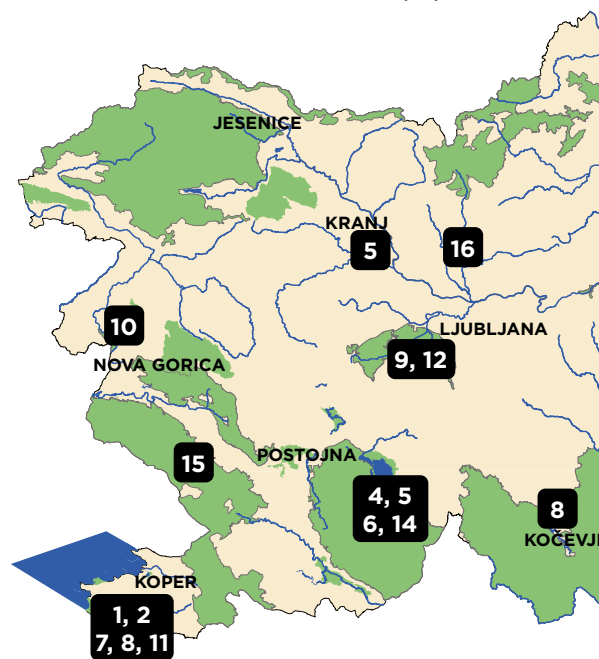 JESENICE
KRANJ
5
16
10
LJUBLJANA
NOVA GORICA
9, 12
POSTOJNA
15
4, 5
6, 14
8
KOČEVJE
KOPER
1, 2
7, 8, 11